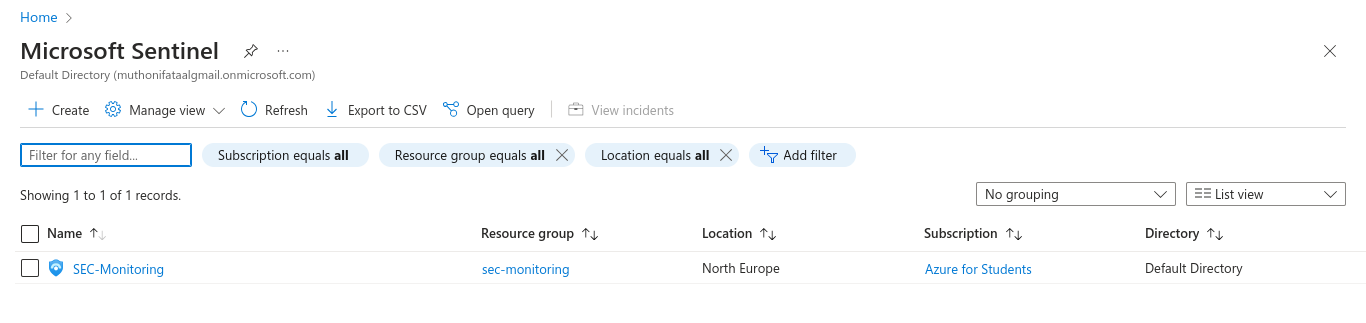 Home
Microsoft Sentinel ...
Default Directory (muthonifataalgmail.onmicrosoft.com)
Create Manage view Refresh Export to CSV Open query View incidents
Filter for any field... Subscription equals all Resource group equals all Location equals all Add filter
Showing 1 to 1 of 1 records. No grouping List view
Name Resource group Location Subscription Directory
SEC-Monitoring sec-monitoring North Europe Azure for Students Default Directory